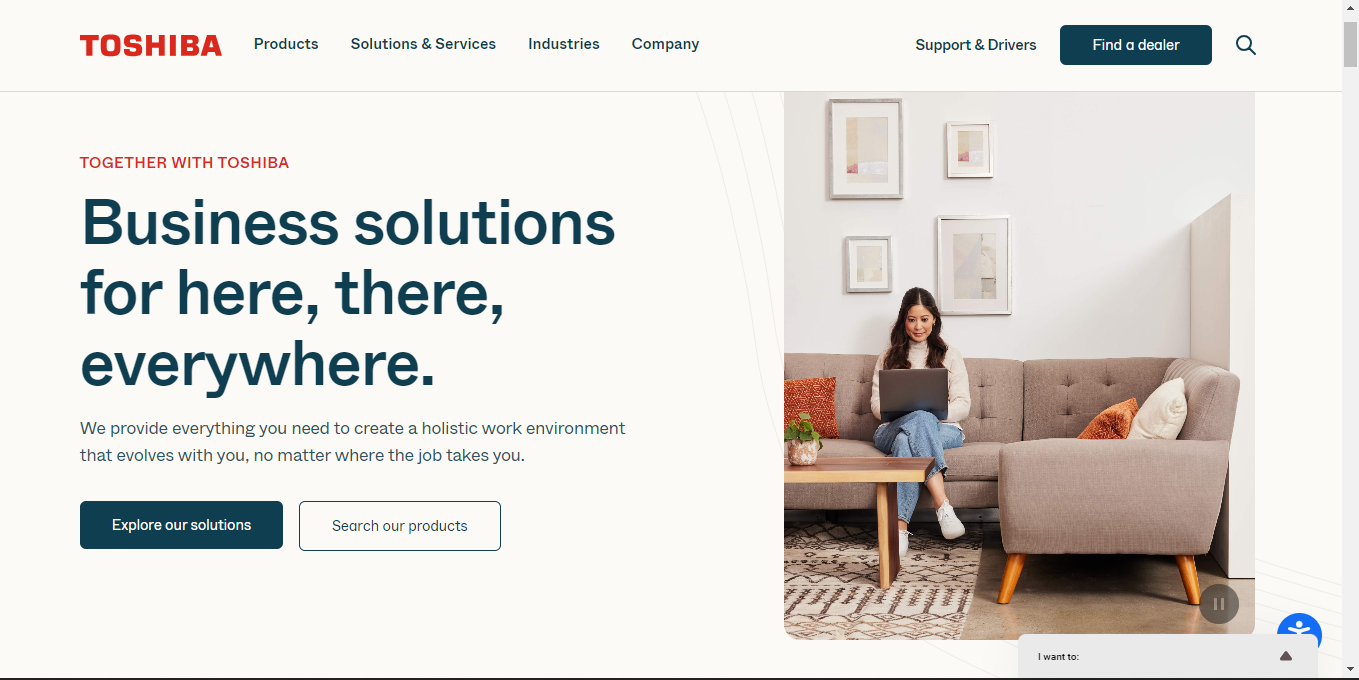 TOSHIBA
Products
Solutions & Services
Industries
Company
Support & Drivers
Find a dealer
TOGETHER WITH TOSHIBA
Business solutions
for here, there,
everywhere.
We provide everything you need to create a holistic work environment
that evolves with you, no matter where the job takes you.
Explore our solutions
Search our products
I want to: